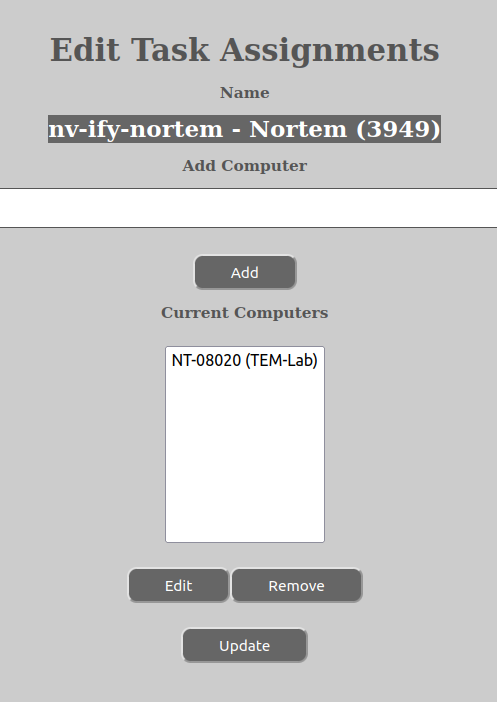 Edit Task Assignments
Name
nv-ify-nortem - Nortem (3949)
Add Computer
Add
Current Computers
NT-08020 (TEM-Lab)
Edit Remove
Update